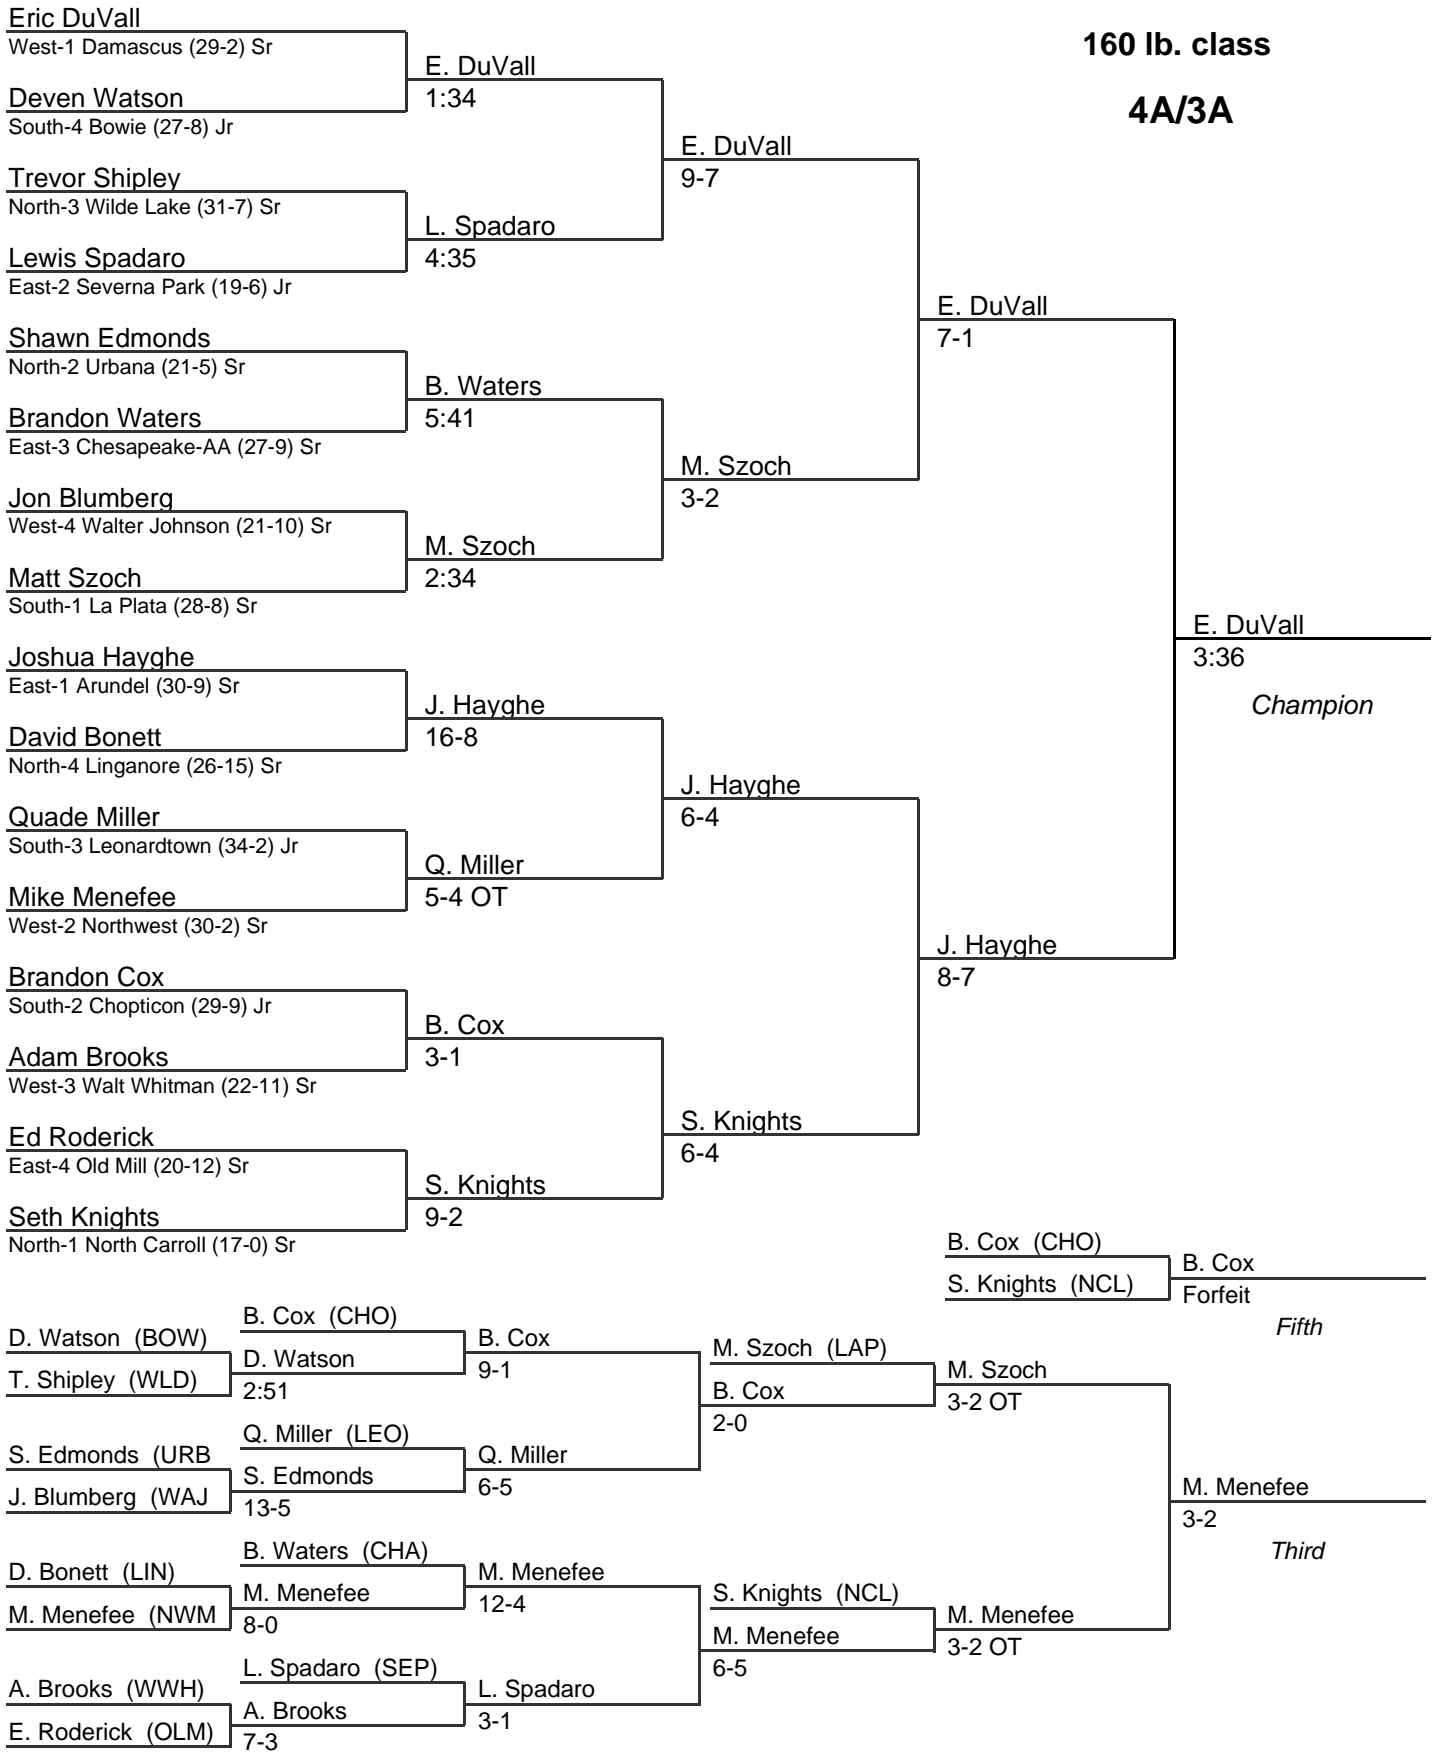 Eric DuVall
West-1 Damascus (29-2) Sr
Deven Watson
South-4 Bowie (27-8) Jr
Trevor Shipley
North-3 Wilde Lake (31-7) Sr
Lewis Spadaro
East-2 Severna Park (19-6) Jr
Shawn Edmonds
North-2 Urbana (21-5) Sr
Brandon Waters
East-3 Chesapeake-AA (27-9) Sr
Jon Blumberg
West-4 Walter Johnson (21-10) Sr
Matt Szoch
South-1 La Plata (28-8) Sr
Joshua Hayghe
East-1 Arundel (30-9) Sr
David Bonett
North-4 Linganore (26-15) Sr
Quade Miller
South-3 Leonardtown (34-2) Jr
Mike Menefee
West-2 Northwest (30-2) Sr
Brandon Cox
South-2 Chopticon (29-9) Jr
Adam Brooks
West-3 Walt Whitman (22-11) Sr
Ed Roderick
East-4 Old Mill (20-12) Sr
Seth Knights
North-1 North Carroll (17-0) Sr
E. DuVall
1:34
L. Spadaro
4:35
B. Waters
5:41
M. Szoch
2:34
J. Hayghe
16-8
Q. Miller
5-4 OT
B. Cox
3-1
S. Knights
9-2
E. DuVall
9-7
M. Szoch
3-2
J. Hayghe
6-4
S. Knights
6-4
E. DuVall
7-1
J. Hayghe
8-7
160 lb. class
4A/3A
E. DuVall
3:36
Champion
B. Cox (CHO)
S. Knights (NCL)
B. Cox
Forfeit
Fifth
D. Watson (BOW)
T. Shipley (WLD)
S. Edmonds (URB
J. Blumberg (WAJ
D. Bonett (LIN)
M. Menefee (NWM
A. Brooks (WWH)
E. Roderick (OLM)
B. Cox (CHO)
D. Watson
2:51
Q. Miller (LEO)
S. Edmonds
13-5
B. Waters (CHA)
M. Menefee
8-0
L. Spadaro (SEP)
A. Brooks
7-3
B. Cox
9-1
Q. Miller
6-5
M. Menefee
12-4
L. Spadaro
3-1
M. Szoch (LAP)
B. Cox
2-0
S. Knights (NCL)
M. Menefee
6-5
M. Szoch
3-2 OT
M. Menefee
3-2 OT
M. Menefee
3-2
Third